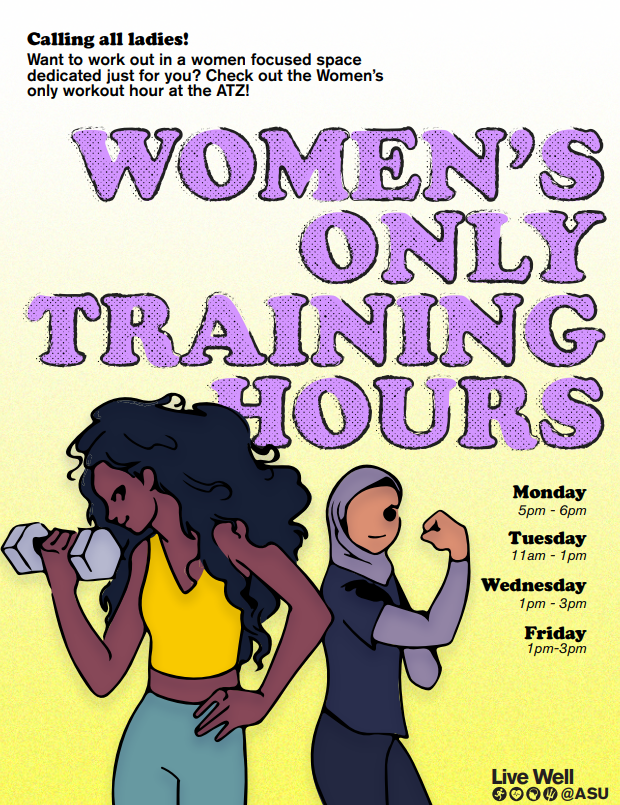 Calling all ladies!
Want to work out in a women focused space
dedicated just for you? Check out the Women's
only workout hour at the ATZ!
WOMEN'S
ONLY
TRAINING
HOURS
Monday
5pm - 6pm
Tuesday
11am - 1pm
Wednesday
1pm - 3pm
Friday
1pm-3pm
Live Well
@ASU